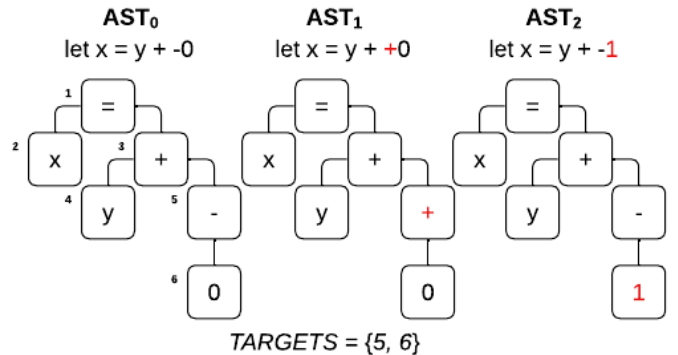 AST₀ AST₁ AST₂
let x = y + -0 let x = y + +0 let x = y + -1
1 = = =
2 x 3 + x + x +
4 y 5 - y + y -
6 0 0 1
TARGETS = {5, 6}